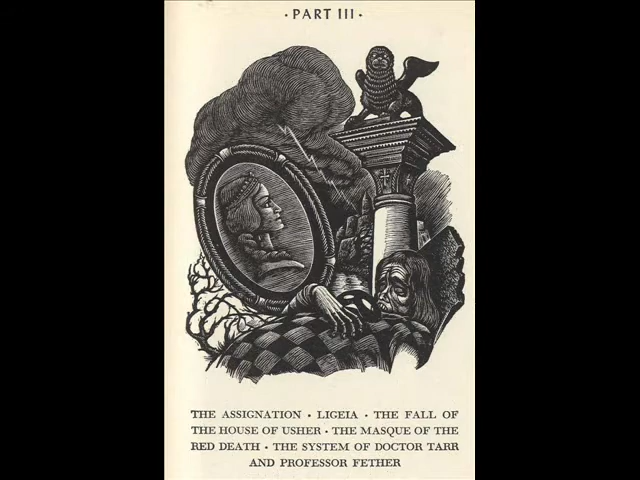 · PART III ·
THE ASSIGNATION · LIGEIA · THE FALL OF
THE HOUSE OF USHER · THE MASQUE OF THE
RED DEATH · THE SYSTEM OF DOCTOR TARR
AND PROFESSOR FETHER